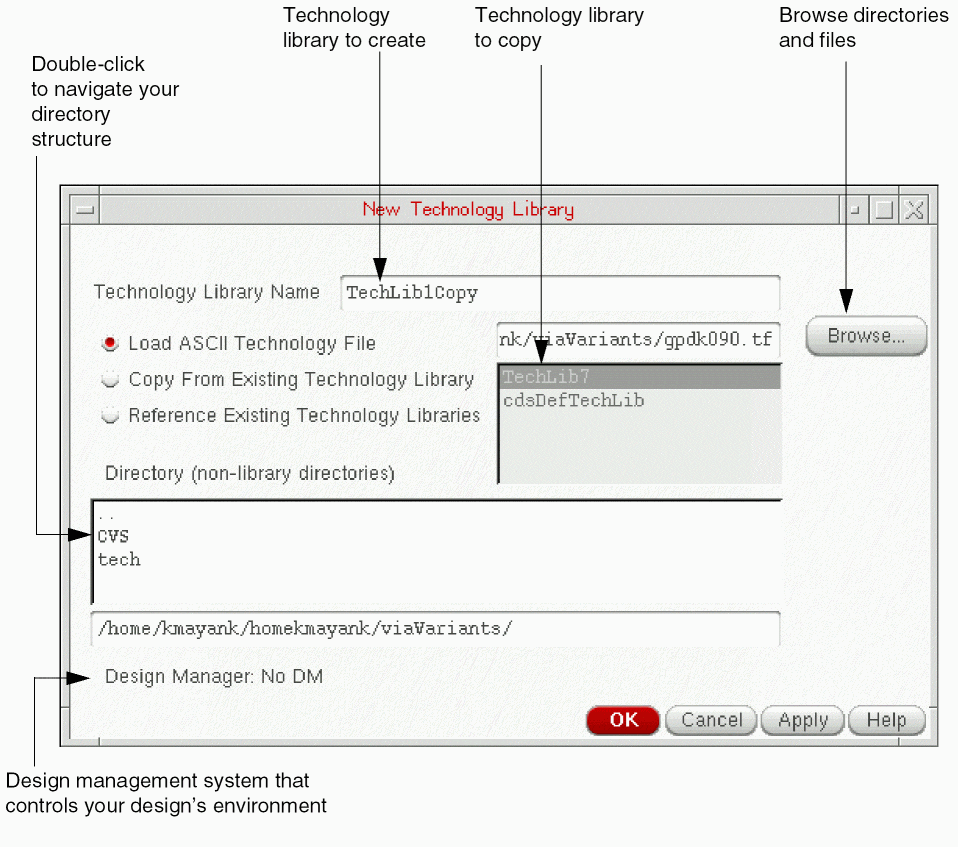 Technology
library to create
Technology library
to copy
Browse directories
and files
Double-click
to navigate your
directory
structure
New Technology Library
Technology Library Name
TechLib1Copy
Load ASCII Technology File
nk/viaVariants/gpdk090.tf
Browse...
Copy From Existing Technology Library
TechLib7
Reference Existing Technology Libraries
cdsDefTechLib
Directory (non-library directories)
..
CVS
tech
/home/kmayank/homekmayank/viaVariants/
Design Manager: No DM
OK
Cancel
Apply
Help
Design management system that
controls your design's environment